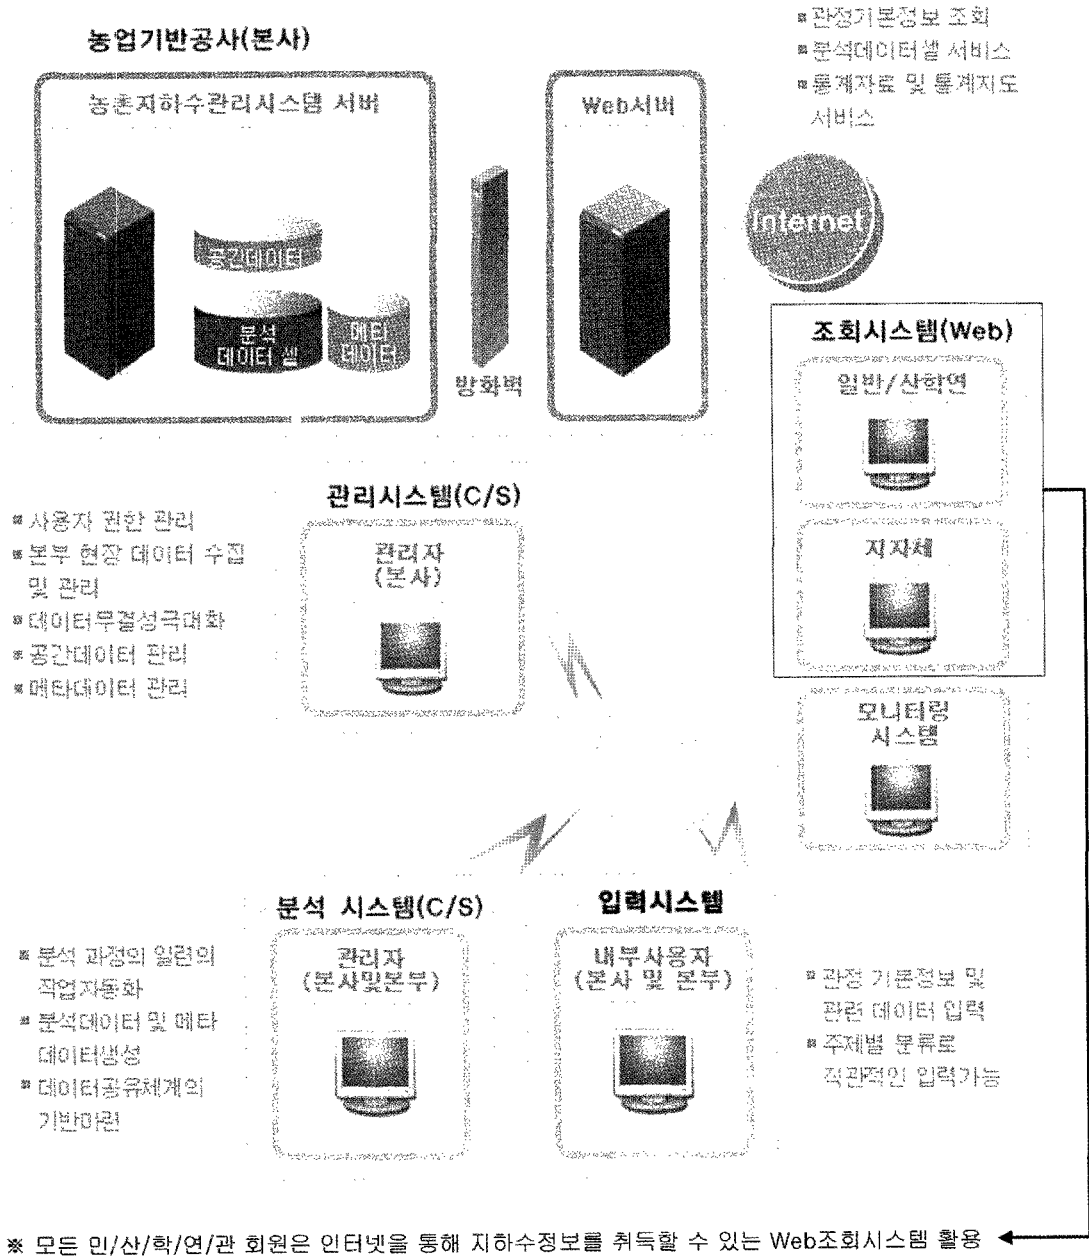 ■ 관정기본정보 조회
■ 분석데이터셀 서비스
■ 통계자료 및 통계지도
서비스
농업기반공사(본사)
농촌지하수관리시스템 서버
Web서버
공간데이터
분석
데이터 셀
메타
데이터
방화벽
Internet
조회시스템(Web)
일반/산학연
지자체
모니터링
시스템
관리시스템(C/S)
관리자
(본사)
■ 사용자 권한 관리
■ 본부 현장 데이터 수집
및 관리
■ 데이터무결성극대화
■ 공간데이터 관리
■ 메타데이터 관리
분석 시스템(C/S)
관리자
(본사및본부)
■ 분석 과정의 일련의
작업자동화
■ 분석데이터 및 메타
데이터생성
■ 데이터공유체계의
기반마련
입력시스템
내부사용자
(본사 및 본부)
■ 관정 기본정보 및
관련 데이터 입력
■ 주제별 분류로
직관적인 입력가능
※ 모든 민/산/학/연/관 회원은 인터넷을 통해 지하수정보를 취득할 수 있는 Web조회시스템 활용